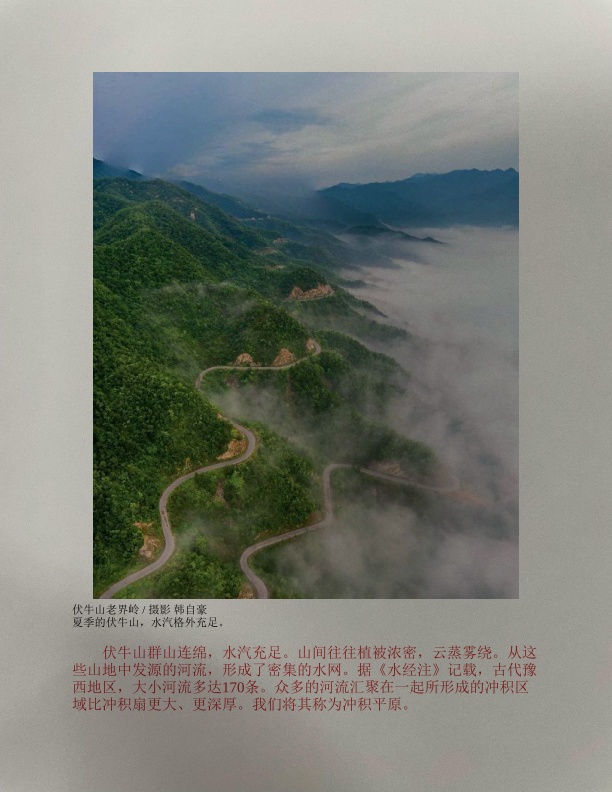 伏牛山老界岭 / 摄影 韩自豪
夏季的伏牛山，水汽格外充足。
伏牛山群山连绵，水汽充足。山间往往植被浓密，云蒸雾绕。从这
些山地中发源的河流，形成了密集的水网。据《水经注》记载，古代豫
西地区，大小河流多达170条。众多的河流汇聚在一起所形成的冲积区
域比冲积扇更大、更深厚。我们将其称为冲积平原。